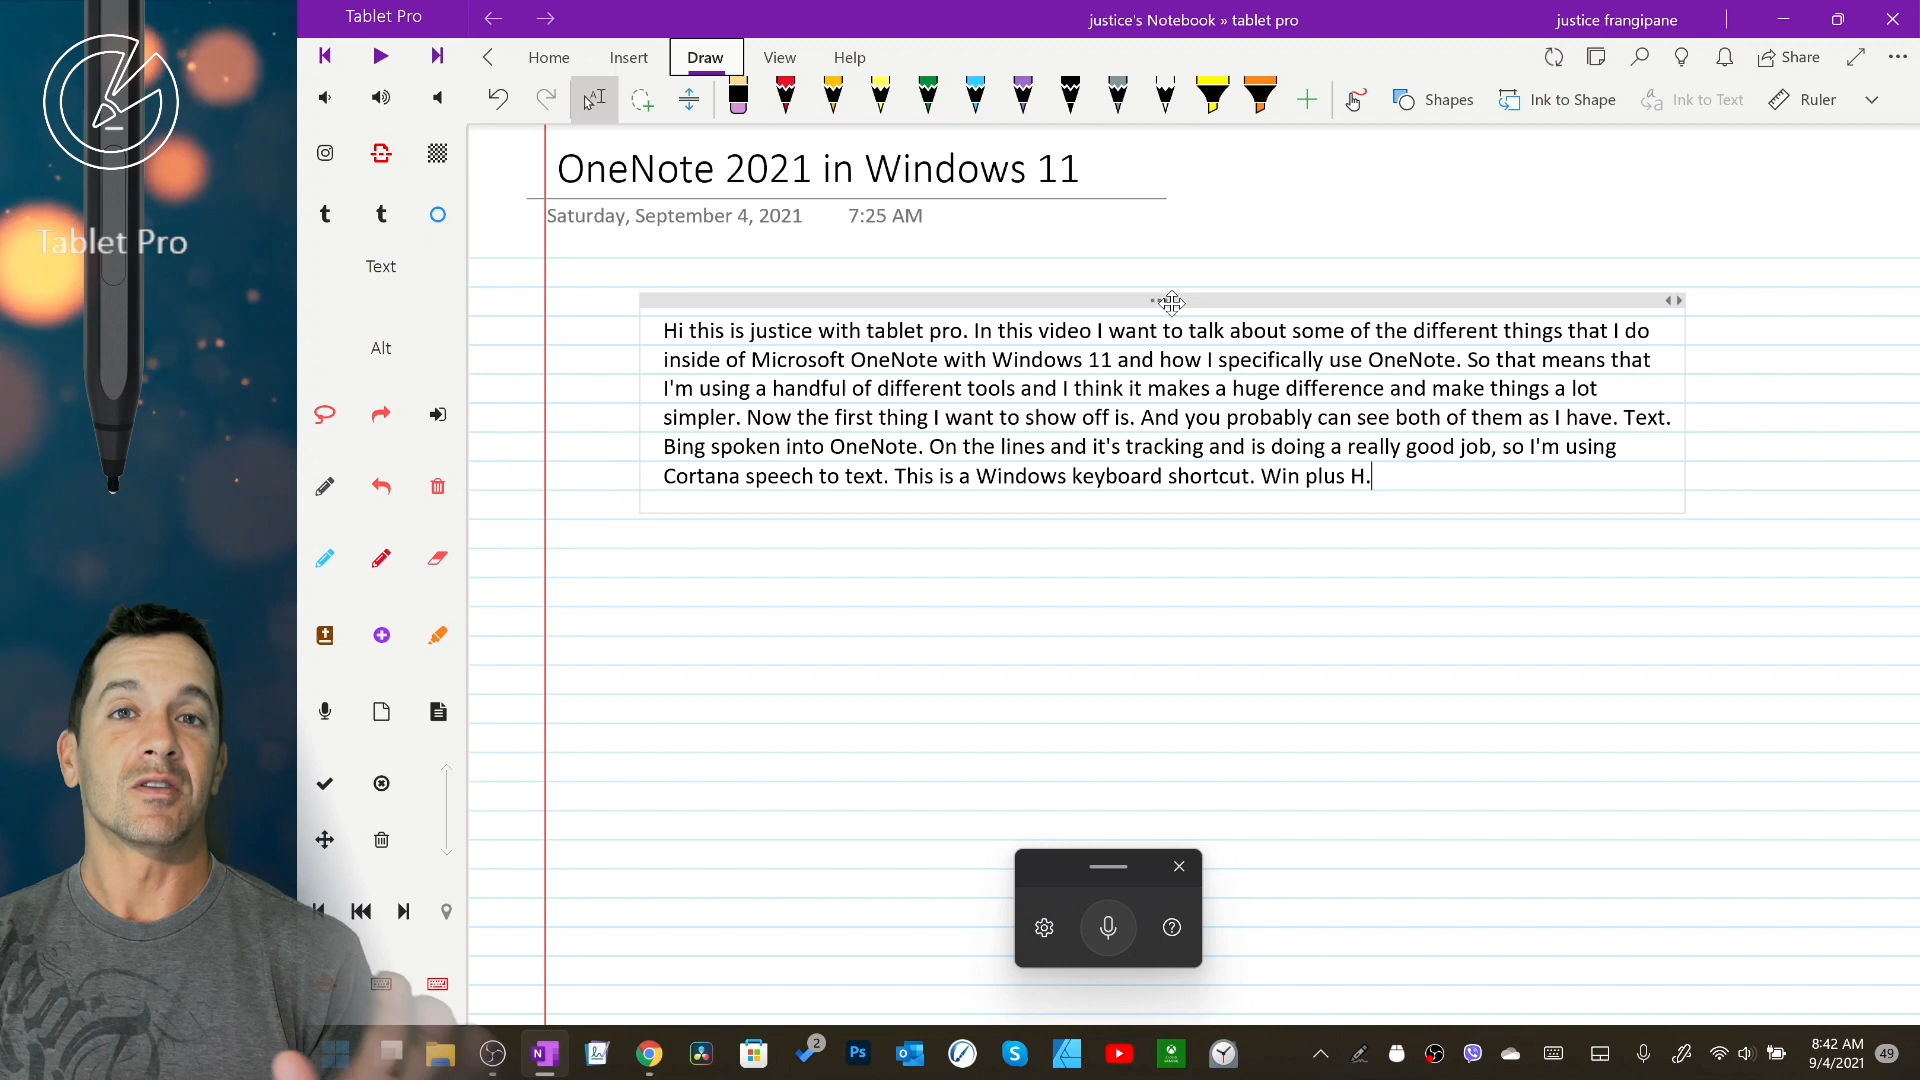 Tablet Pro
justice's Notebook » tablet pro
justice frangipane
Home
Insert
Draw
View
Help
Share
Shapes
Ink to Shape
Ink to Text
Ruler
Tablet Pro
t
t
Text
Alt
OneNote 2021 in Windows 11
Saturday, September 4, 2021 7:25 AM
Hi this is justice with tablet pro. In this video I want to talk about some of the different things that I do
inside of Microsoft OneNote with Windows 11 and how I specifically use OneNote. So that means that
I'm using a handful of different tools and I think it makes a huge difference and make things a lot
simpler. Now the first thing I want to show off is. And you probably can see both of them as I have. Text.
Bing spoken into OneNote. On the lines and it's tracking and is doing a really good job, so I'm using
Cortana speech to text. This is a Windows keyboard shortcut. Win plus H.
2
Ps
8:42 AM
9/4/2021
49